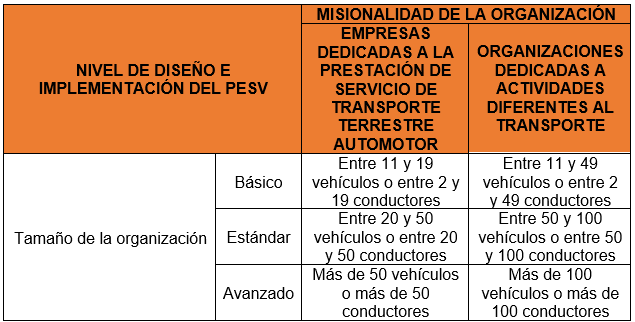 NIVEL DE DISEÑO E
IMPLEMENTACIÓN DEL PESV
MISIONALIDAD DE LA ORGANIZACIÓN
EMPRESAS
DEDICADAS A LA
PRESTACIÓN DE
SERVICIO DE
TRANSPORTE
TERRESTRE
AUTOMOTOR
ORGANIZACIONES
DEDICADAS A
ACTIVIDADES
DIFERENTES AL
TRANSPORTE
Tamaño de la organización
Básico
Entre 11 y 19
vehículos o entre 2 y
19 conductores
Entre 11 y 49
vehículos o entre 2
y 49 conductores
Estándar
Entre 20 y 50
vehículos o entre 20
y 50 conductores
Entre 50 y 100
vehículos o entre 50
y 100 conductores
Avanzado
Más de 50 vehículos
o más de 50
conductores
Más de 100
vehículos o más de
100 conductores